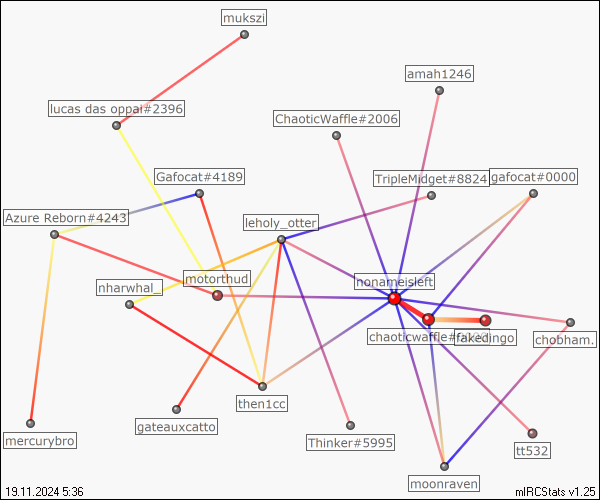 mukszi
amah1246
lucas das oppai#2396
ChaoticWaffle#2006
Gafocat#4189
TripleMidget#8824
gafocat#0000
Azure Reborn#4243
leholy_otter
nharwhal_
motorthud
nonameisleft
chaoticwaffle#
fakedingo
chobham.
then1cc
gateauxcatto
mercurybro
Thinker#5995
tt532
moonraven
19.11.2024 5:36
mIRCStats v1.25